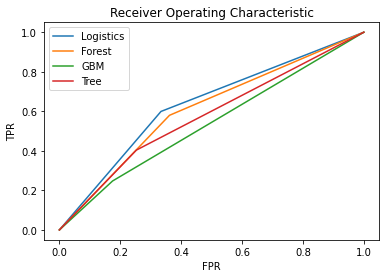 Receiver Operating Characteristic
Logistics
Forest
GBM
Tree
TPR
1.0
0.8
0.6
0.4
0.2
0.0
0.0 0.2 0.4 0.6 0.8 1.0
FPR